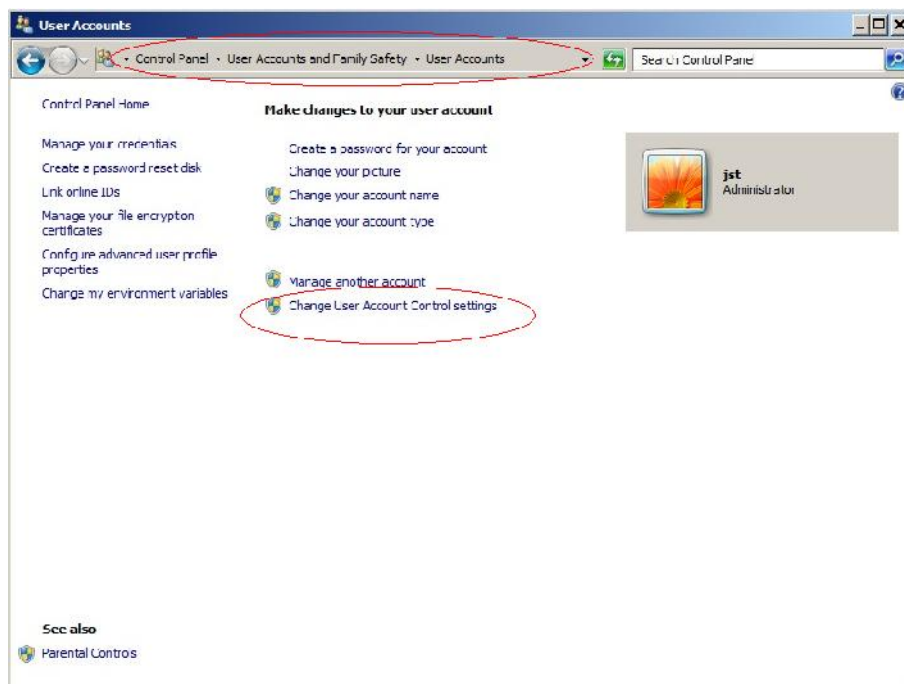 User Accounts
Control Panel • User Accounts and Family Safety • User Accounts
Search Control Panel
Control Panel Home
Manage your credentials
Create a password reset disk
Link online IDs
Manage your file encryption
certificates
Configure advanced user profile
properties
Change my environment variables
Make changes to your user account
Create a password for your account
Change your picture
Change your account name
Change your account type
Manage another account
Change User Account Control settings
jst
Administrator
See also
Parental Controls